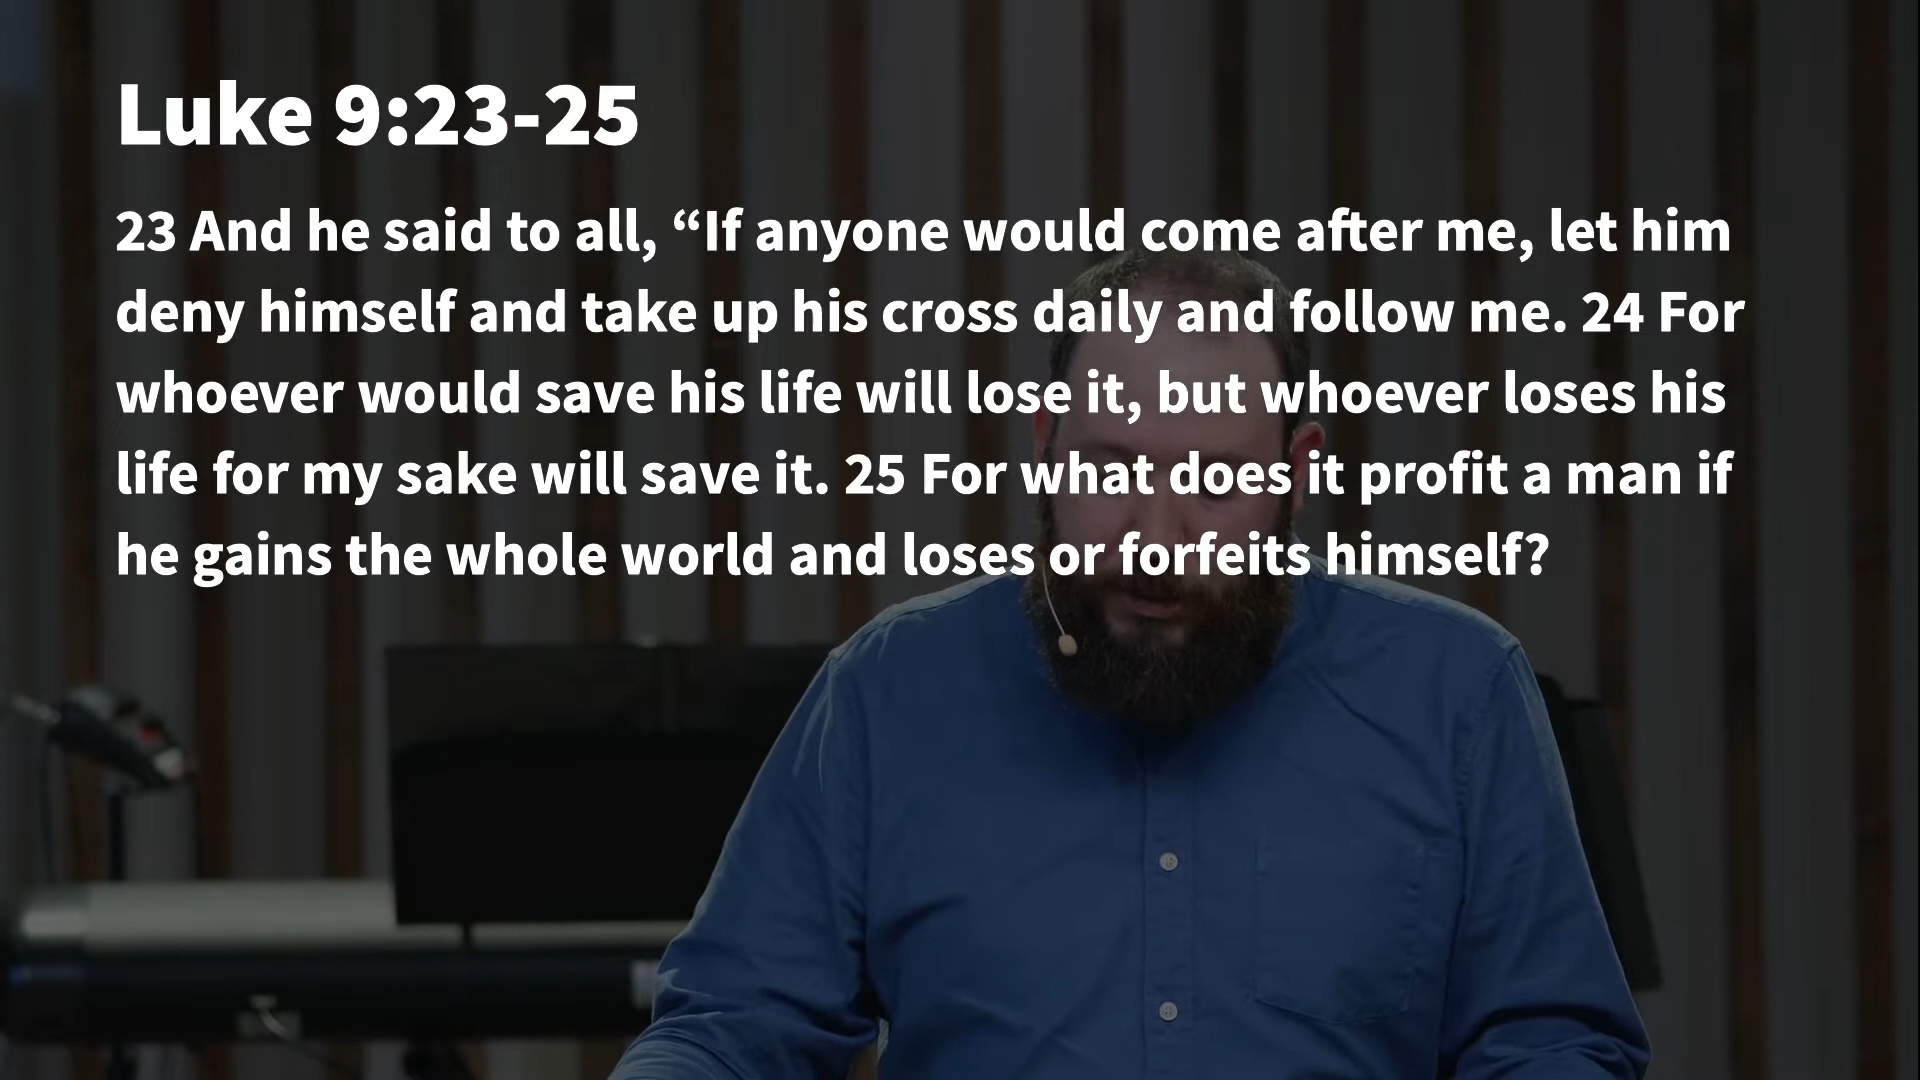 Luke 9:23-25
23 And he said to all, “If anyone would come after me, let him
deny himself and take up his cross daily and follow me. 24 For
whoever would save his life will lose it, but whoever loses his
life for my sake will save it. 25 For what does it profit a man if
he gains the whole world and loses or forfeits himself?